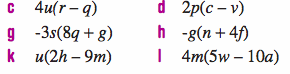 c 4u(r – q) d 2p(c – v)
g -3s(8q + g) h -g(n + 4f)
k u(2h – 9m) l 4m(5w – 10a)